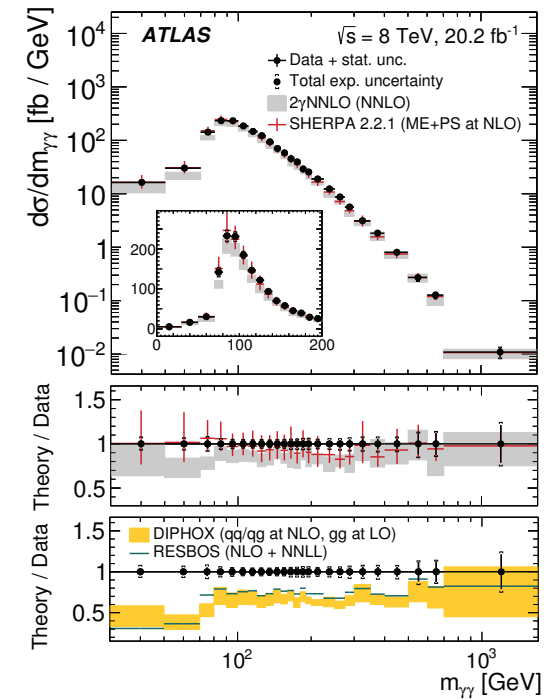 ATLAS
√s = 8 TeV, 20.2 fb⁻¹
Data + stat. unc.
Total exp. uncertainty
2γNNLO (NNLO)
SHERPA 2.2.1 (ME+PS at NLO)
dσ/dm_γγ [fb / GeV]
10⁴
10³
10²
10
1
10⁻¹
10⁻²
200
100
0
0 100 200
Theory / Data
1.5
1
0.5
Theory / Data
1.5
1
0.5
DIPHOX (qq/qg at NLO, gg at LO)
RESBOS (NLO + NNLL)
10² 10³
m_γγ [GeV]